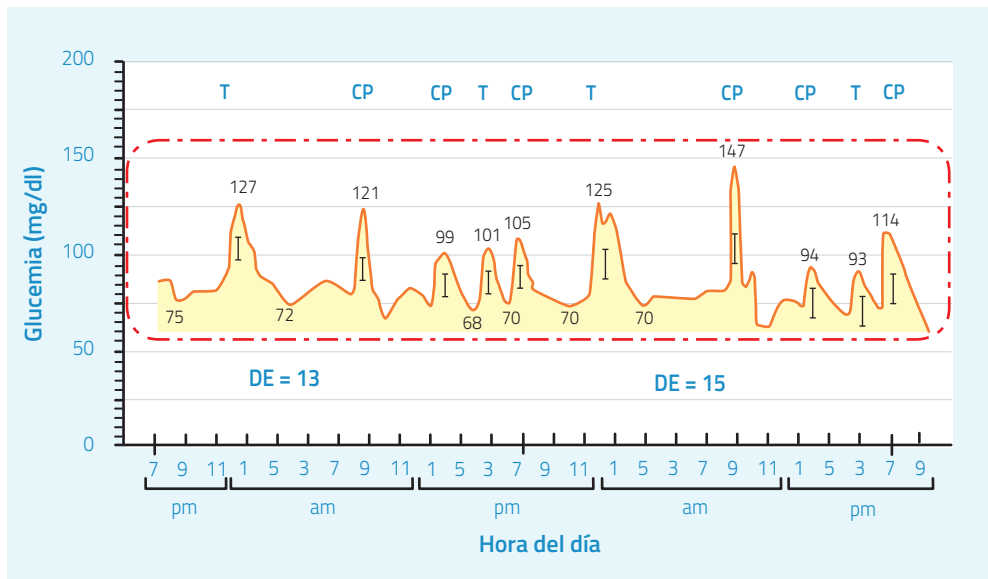 200
T CP CP T CP T CP CP T CP
150
147
127 121 125
99 101 105 114
94 93
100
75 72 68 70 70 70
50
DE = 13 DE = 15
0
Glucemia (mg/dl)
7 9 11 1 5 3 7 9 11 1 5 3 7 9 11 1 5 3 7 9 11 1 5 3 7 9
pm am pm am pm
Hora del día